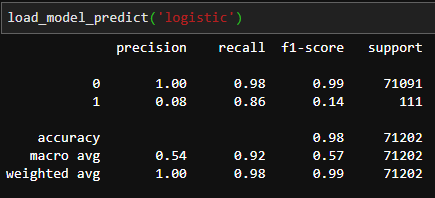 load_model_predict('logistic')
precision recall f1-score support
0 1.00 0.98 0.99 71091
1 0.08 0.86 0.14 111
accuracy 0.98 71202
macro avg 0.54 0.92 0.57 71202
weighted avg 1.00 0.98 0.99 71202